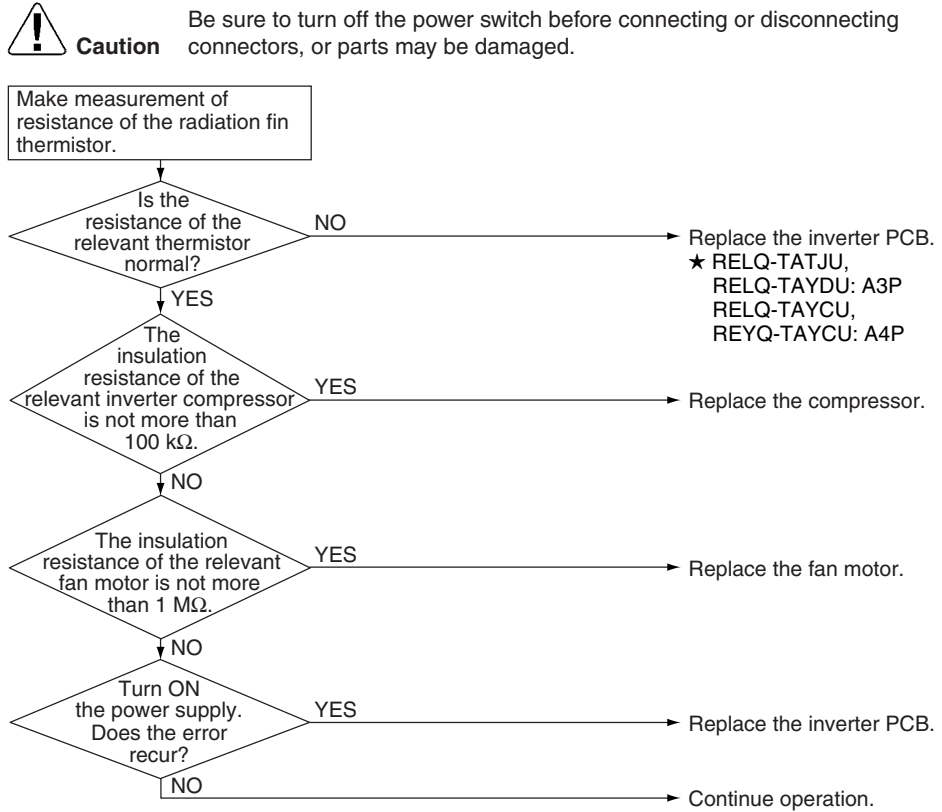 Be sure to turn off the power switch before connecting or disconnecting
Caution connectors, or parts may be damaged.
Make measurement of
resistance of the radiation fin
thermistor.
Is the
resistance of the
relevant thermistor
normal?
NO
Replace the inverter PCB.
★ RELQ-TATJU,
RELQ-TAYDU: A3P
RELQ-TAYCU,
REYQ-TAYCU: A4P
YES
The
insulation
resistance of the
relevant inverter compressor
is not more than
100 kΩ.
YES
Replace the compressor.
NO
The insulation
resistance of the relevant
fan motor is not more
than 1 MΩ.
YES
Replace the fan motor.
NO
Turn ON
the power supply.
Does the error
recur?
YES
Replace the inverter PCB.
NO
Continue operation.